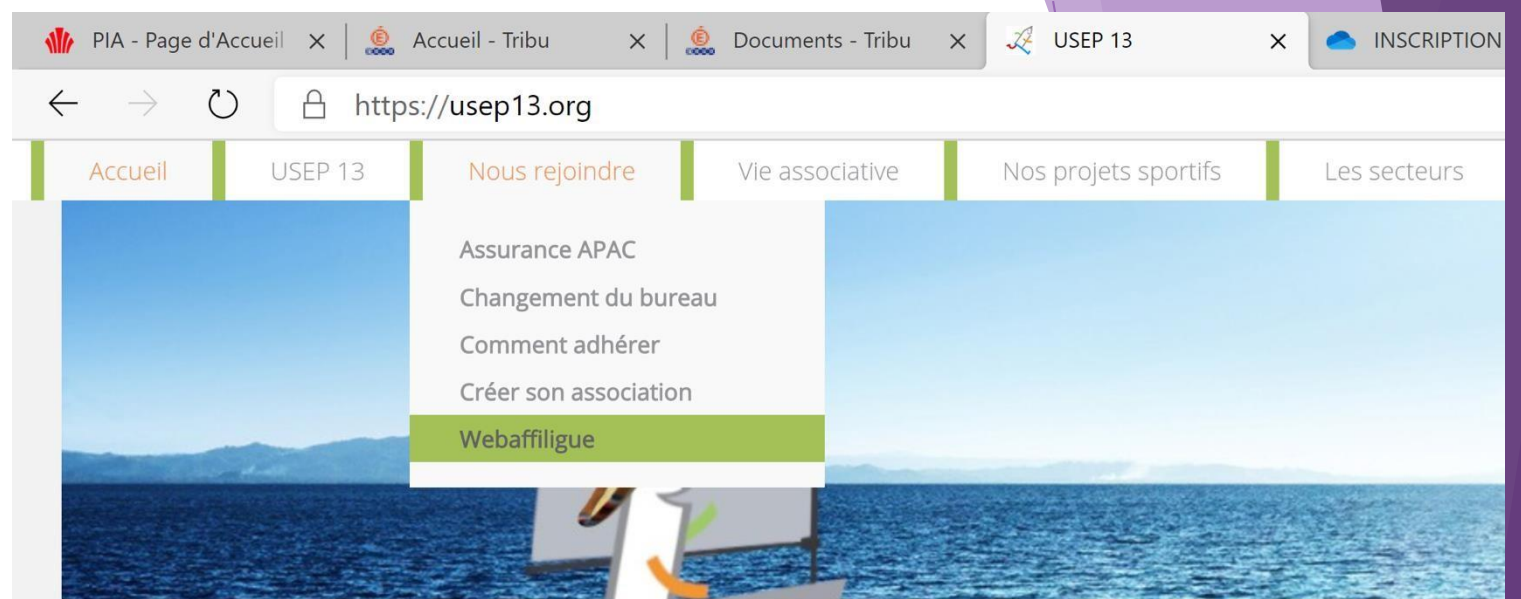 PIA - Page d'Accueil
Accueil - Tribu
Documents - Tribu
USEP 13
INSCRIPTION
https://usep13.org
Accueil
USEP 13
Nous rejoindre
Vie associative
Nos projets sportifs
Les secteurs
Assurance APAC
Changement du bureau
Comment adhérer
Créer son association
Webaffiligue